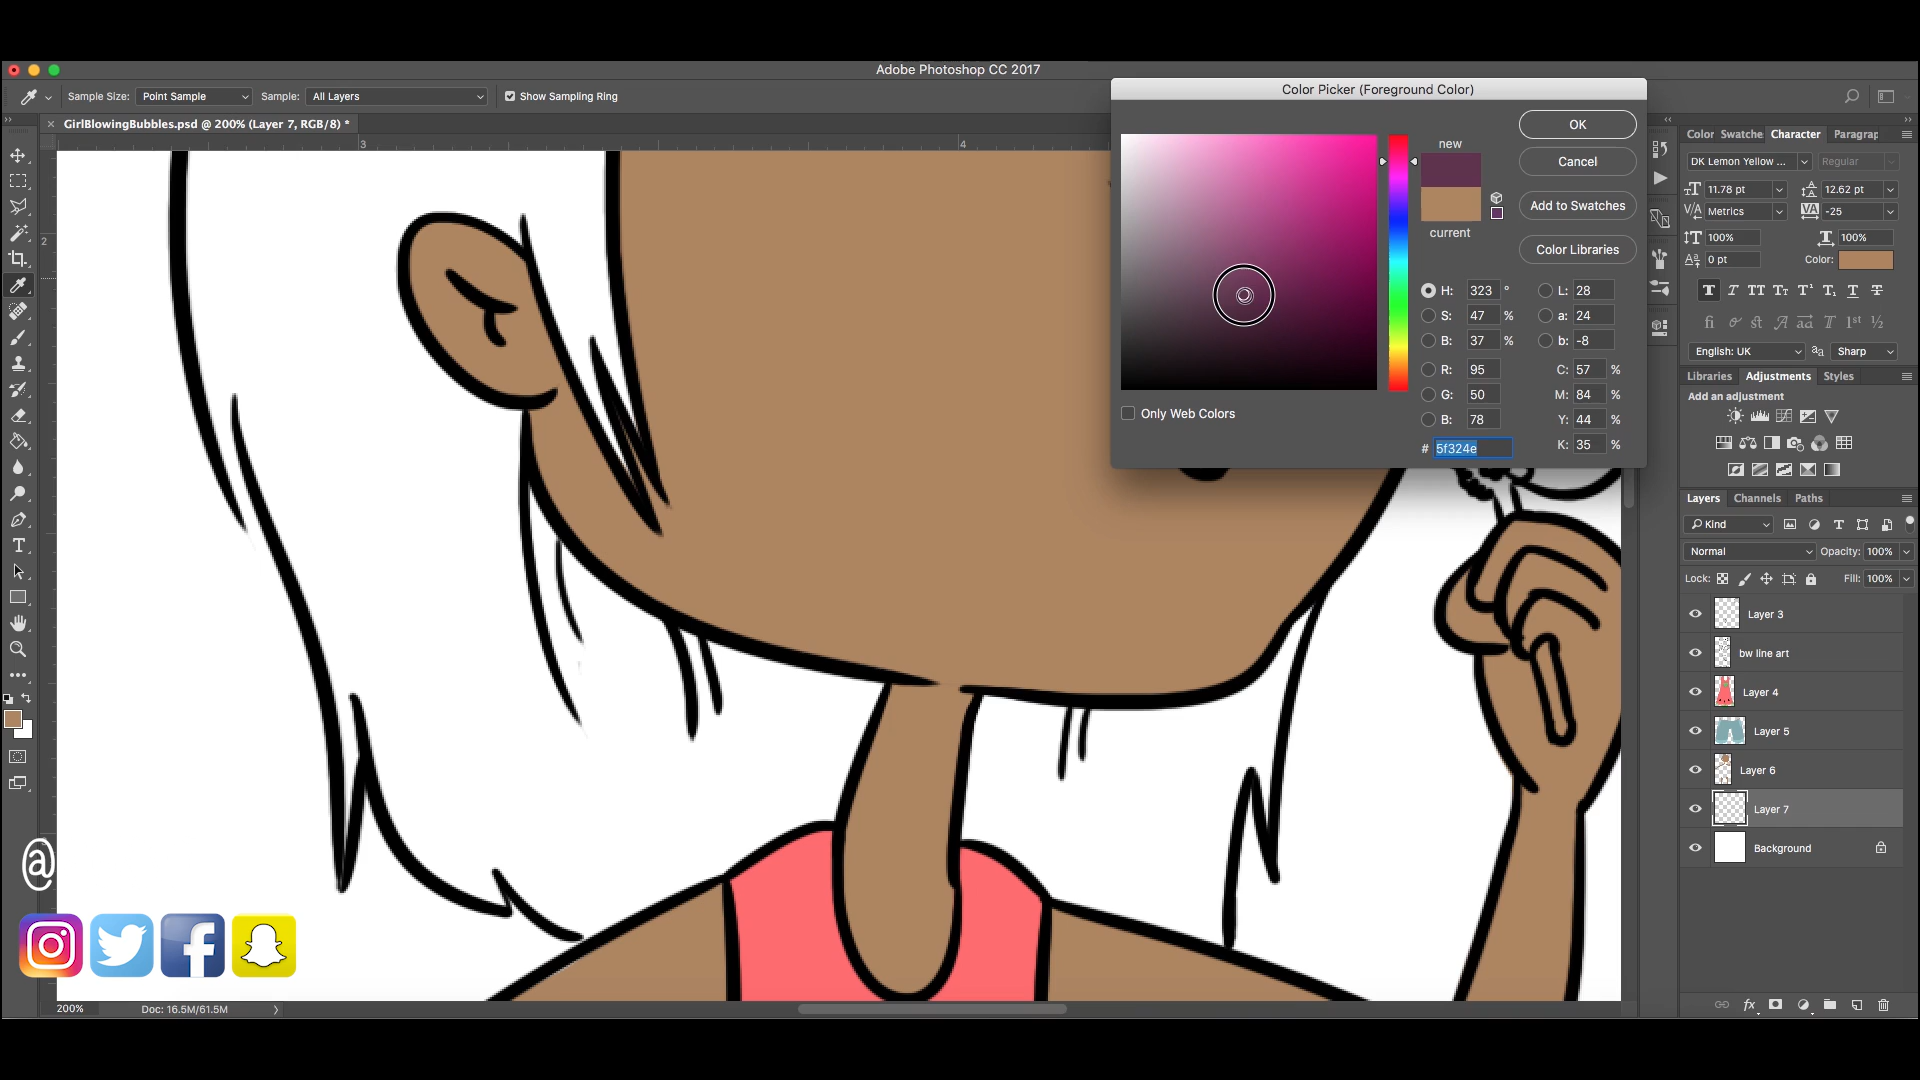 Adobe Photoshop CC 2017
Sample Size: Point Sample Sample: All Layers Show Sampling Ring
× GirlBlowingBubbles.psd @ 200% (Layer 7, RGB/8) *
3 4
2
Color Picker (Foreground Color)
new
current
OK
Cancel
Add to Swatches
Color Libraries
H: 323 ° L: 28
S: 47 % a: 24
B: 37 % b: -8
R: 95 C: 57 %
G: 50 M: 84 %
B: 78 Y: 44 %
# 5f324e K: 35 %
Only Web Colors
Color Swatche Character Paragrap
DK Lemon Yellow ... Regular
11.78 pt 12.62 pt
Metrics -25
100% 100%
0 pt Color:
English: UK Sharp
Libraries Adjustments Styles
Add an adjustment
Layers Channels Paths
Kind
Normal Opacity: 100%
Lock: Fill: 100%
Layer 3
bw line art
Layer 4
Layer 5
Layer 6
Layer 7
Background
@
200% Doc: 16.5M/61.5M